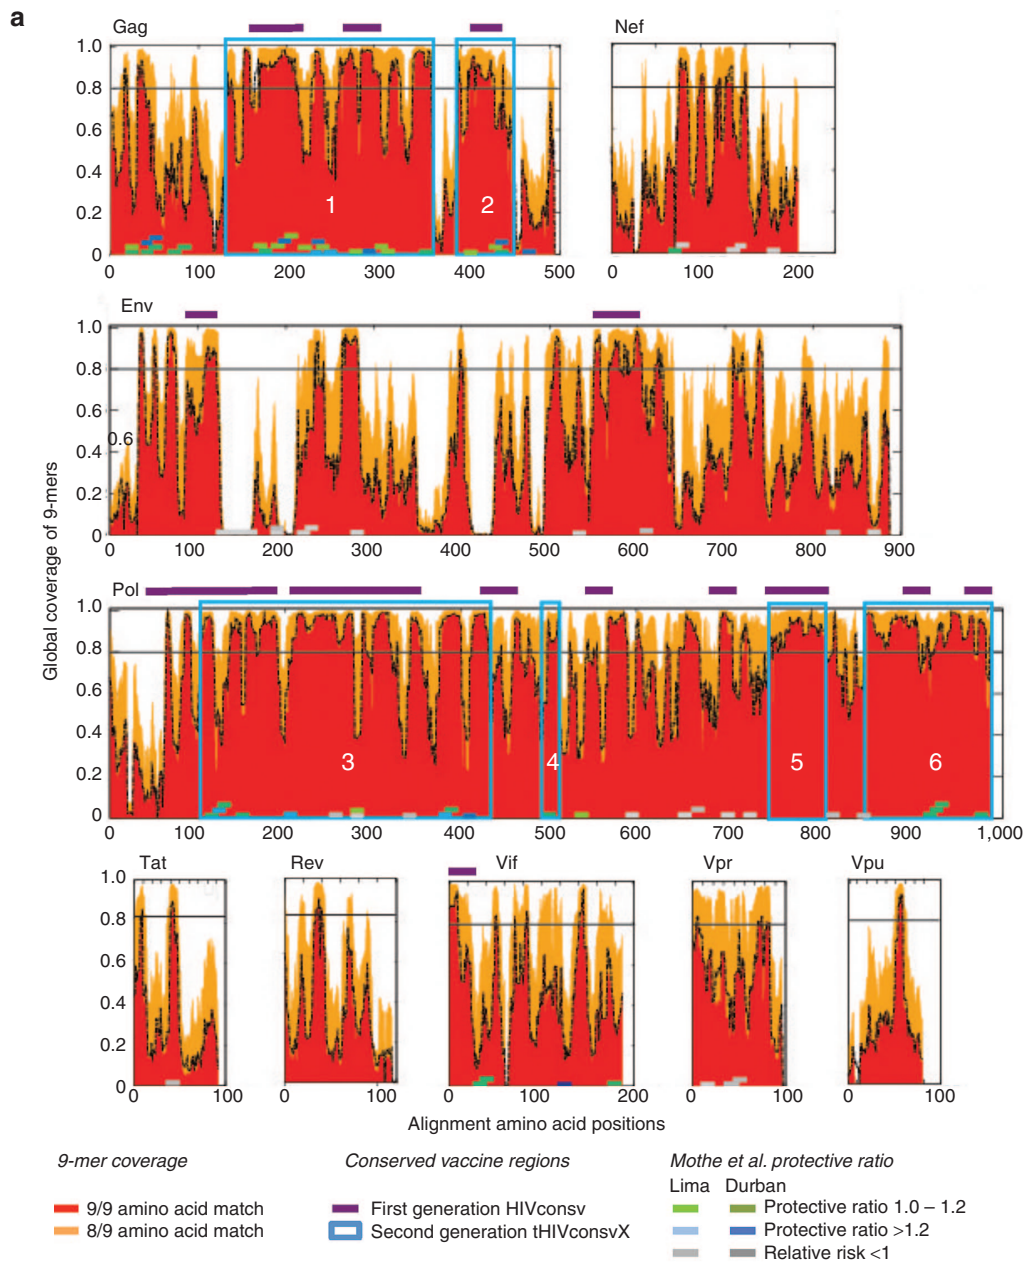 a
Gag
Nef
1.0
0.8
0.6
0.4
0.2
0
1
2
0 100 200 300 400 500
0 100 200
Env
1.0
0.8
0.6
0.4
0.2
0
0.6
0 100 200 300 400 500 600 700 800 900
Global coverage of 9-mers
Pol
1.0
0.8
0.6
0.4
0.2
0
3
4
5
6
0 100 200 300 400 500 600 700 800 900 1,000
Tat Rev Vif Vpr Vpu
1.0
0.8
0.6
0.4
0.2
0
0 100
0 100
0 100 200
0 100
0 100
Alignment amino acid positions
9-mer coverage
9/9 amino acid match
8/9 amino acid match
Conserved vaccine regions
First generation HIVconsv
Second generation tHIVconsvX
Mothe et al. protective ratio
Lima Durban
Protective ratio 1.0 – 1.2
Protective ratio >1.2
Relative risk <1